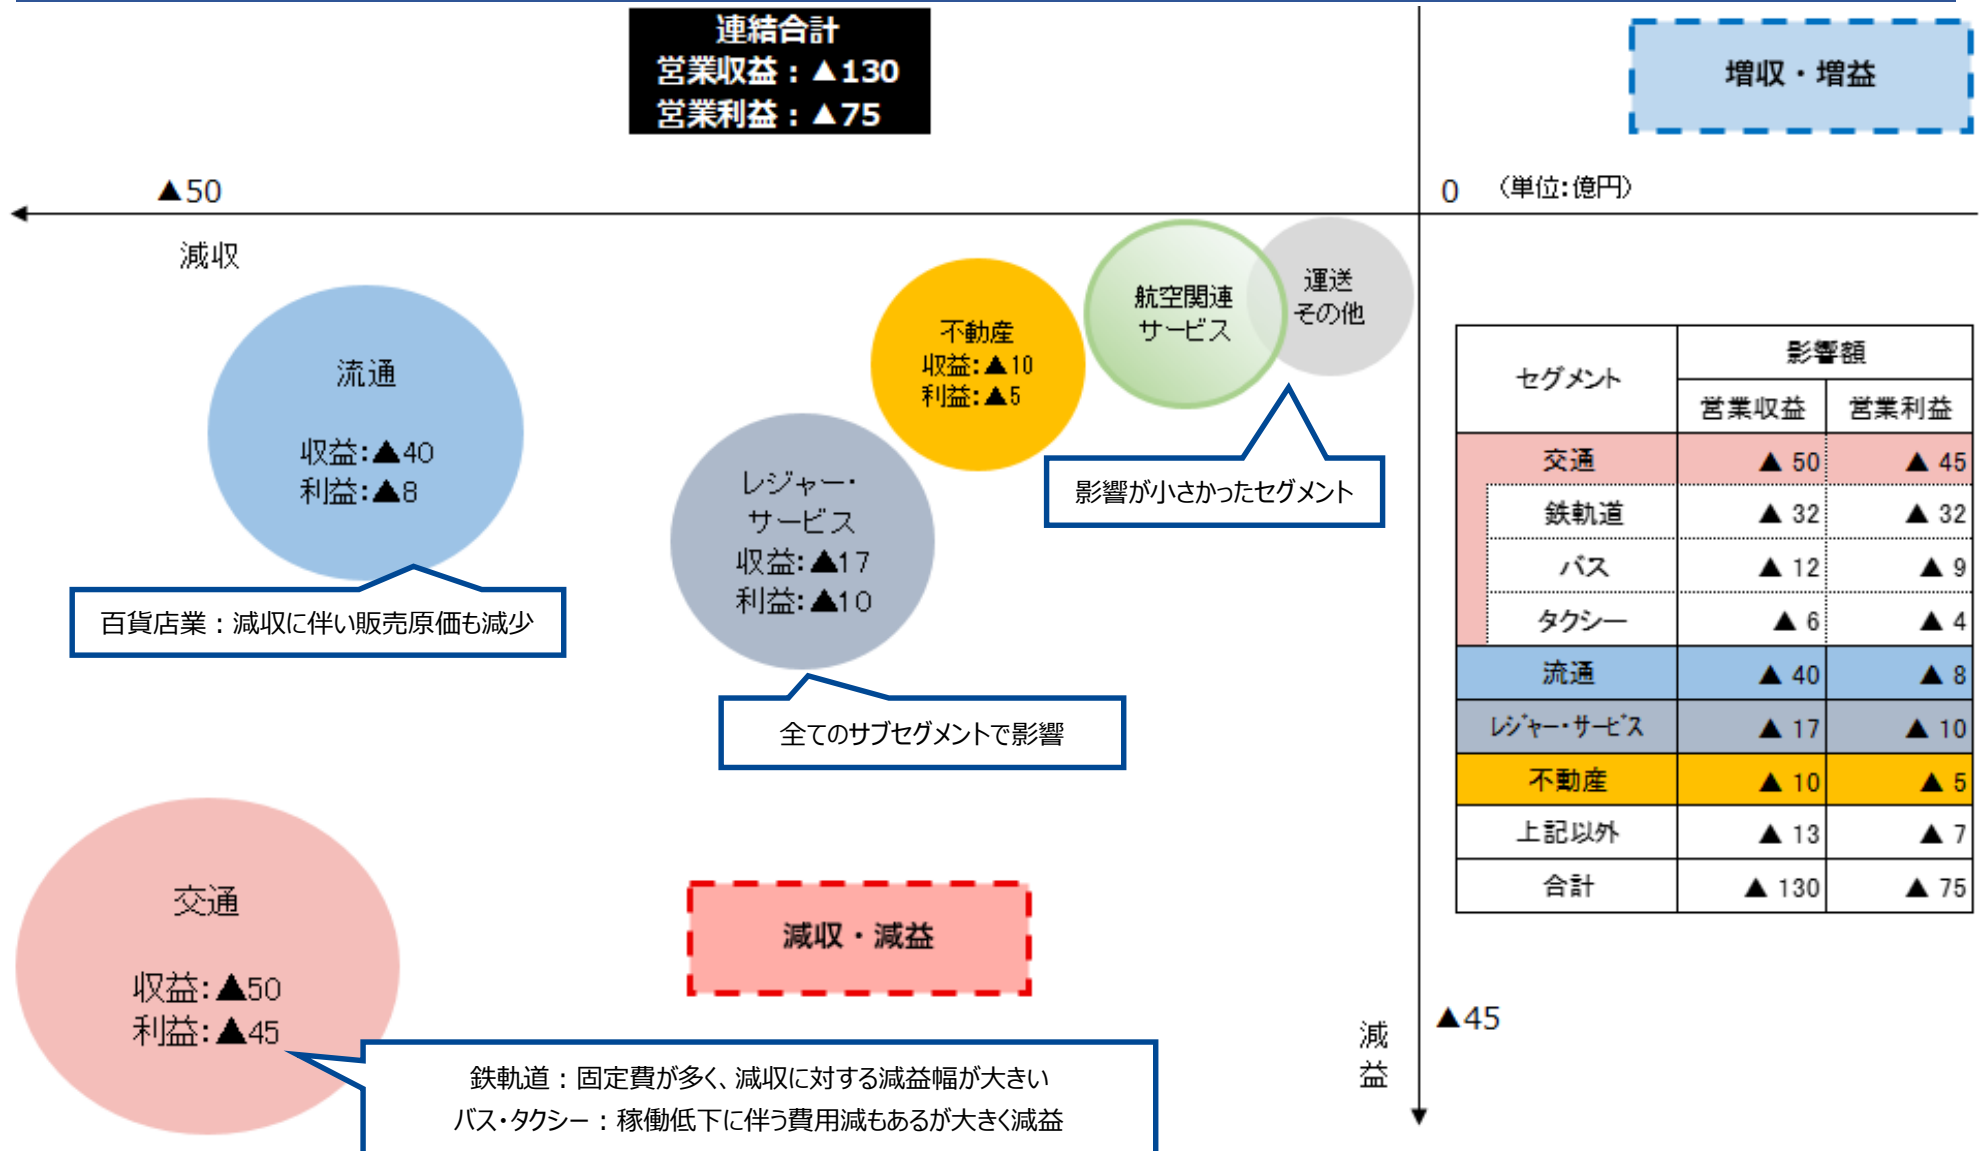 連結合計
営業収益：▲130
営業利益：▲75
増収・増益
▲50
0
（単位:億円）
減収
流通
収益:▲40
利益:▲8
不動産
収益:▲10
利益:▲5
航空関連
サービス
運送
その他
レジャー・
サービス
収益:▲17
利益:▲10
影響が小さかったセグメント
百貨店業：減収に伴い販売原価も減少
全てのサブセグメントで影響
交通
収益:▲50
利益:▲45
減収・減益
鉄軌道：固定費が多く、減収に対する減益幅が大きい
バス・タクシー：稼働低下に伴う費用減もあるが大きく減益
▲45
減
益
セグメント 影響額
営業収益 営業利益
交通 ▲ 50 ▲ 45
鉄軌道 ▲ 32 ▲ 32
バス ▲ 12 ▲ 9
タクシー ▲ 6 ▲ 4
流通 ▲ 40 ▲ 8
ﾚｼﾞｬｰ・ｻｰﾋﾞｽ ▲ 17 ▲ 10
不動産 ▲ 10 ▲ 5
上記以外 ▲ 13 ▲ 7
合計 ▲ 130 ▲ 75